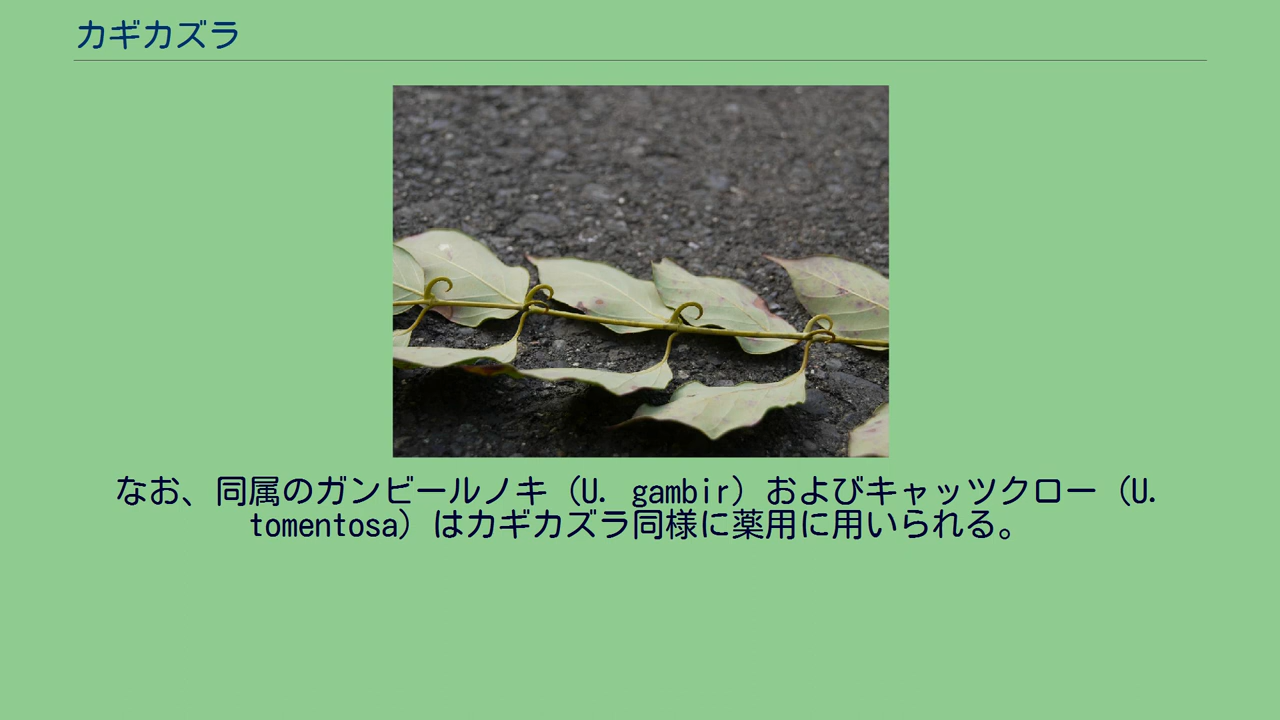 カギカズラ
なお、同属のガンビールノキ（U. gambir）およびキャッツクロー（U.
tomentosa）はカギカズラ同様に薬用に用いられる。